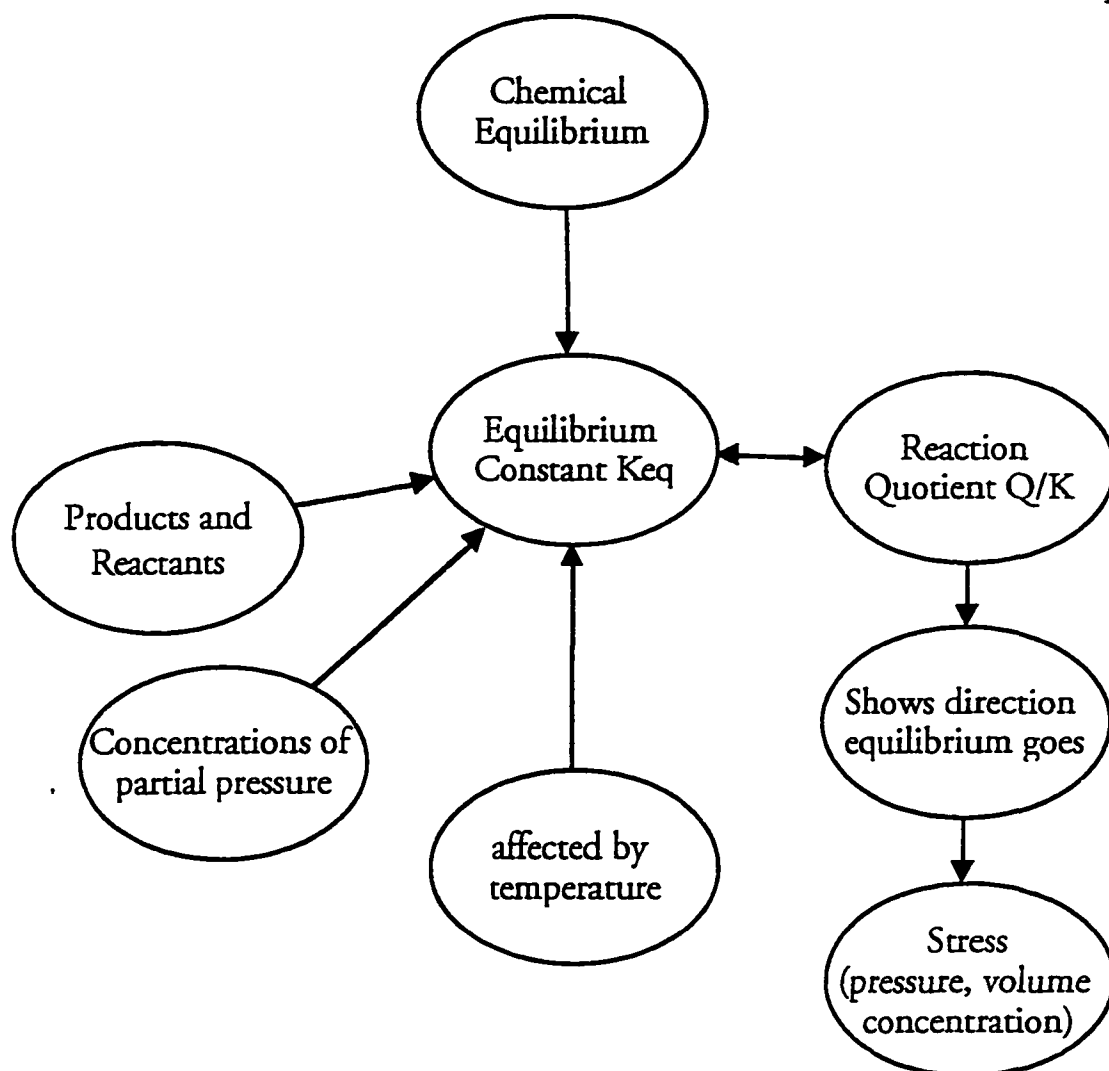 Chemical
Equilibrium
Equilibrium
Constant Keq
Reaction
Quotient Q/K
Products and
Reactants
Concentrations of
partial pressure
affected by
temperature
Shows direction
equilibrium goes
Stress
(pressure, volume
concentration)